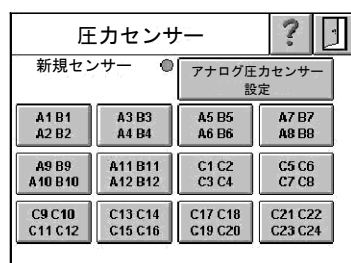 圧力センサー
?
新規センサー
アナログ圧力センサー
設定
A1 B1
A2 B2
A3 B3
A4 B4
A5 B5
A6 B6
A7 B7
A8 B8
A9 B9
A10 B10
A11 B11
A12 B12
C1 C2
C3 C4
C5 C6
C7 C8
C9 C10
C11 C12
C13 C14
C15 C16
C17 C18
C19 C20
C21 C22
C23 C24